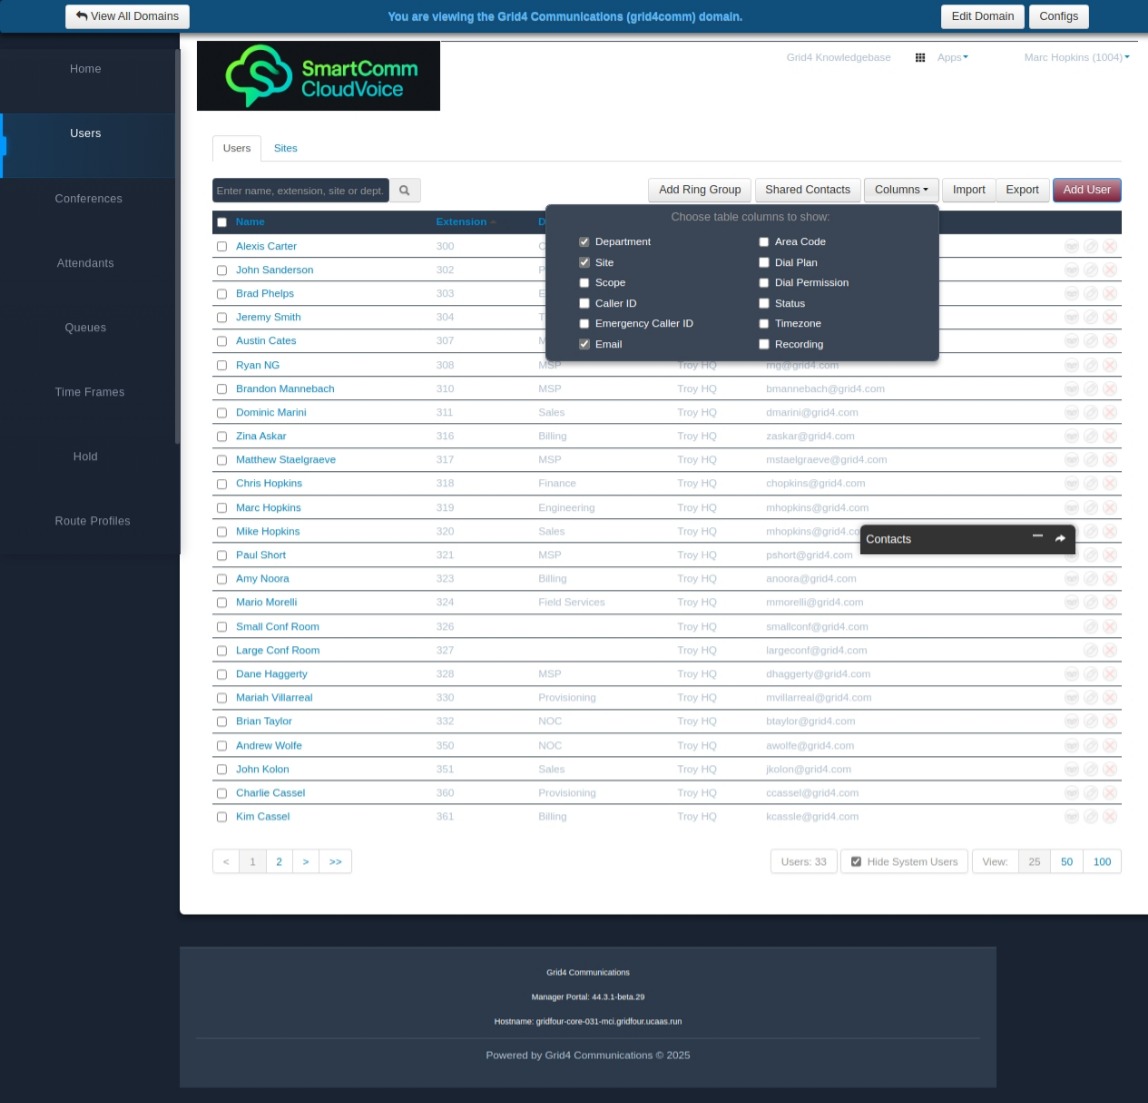 View All Domains
You are viewing the Grid4 Communications (grid4comm) domain.
Edit Domain
Configs
Home
Users
Conferences
Attendants
Queues
Time Frames
Hold
Route Profiles
SmartComm
CloudVoice
Grid4 Knowledgebase
Apps
Marc Hopkins (1004)
Users
Sites
Enter name, extension, site or dept.
Add Ring Group
Shared Contacts
Columns
Import
Export
Add User
Name Extension D
Choose table columns to show:
Department Area Code
Site Dial Plan
Scope Dial Permission
Caller ID Status
Emergency Caller ID Timezone
Email Recording
Alexis Carter 300
John Sanderson 302 P
Brad Phelps 303 E
Jeremy Smith 304 T
Austin Cates 307 M
Ryan NG 308 MSP Troy HQ rng@grid4.com
Brandon Mannebach 310 MSP Troy HQ bmannebach@grid4.com
Dominic Marini 311 Sales Troy HQ dmarini@grid4.com
Zina Askar 316 Billing Troy HQ zaskar@grid4.com
Matthew Staelgraeve 317 MSP Troy HQ mstaelgraeve@grid4.com
Chris Hopkins 318 Finance Troy HQ chopkins@grid4.com
Marc Hopkins 319 Engineering Troy HQ mhopkins@grid4.com
Mike Hopkins 320 Sales Troy HQ mhopkins@grid4.co
Contacts
Paul Short 321 MSP Troy HQ pshort@grid4.com
Amy Noora 323 Billing Troy HQ anoora@grid4.com
Mario Morelli 324 Field Services Troy HQ mmorelli@grid4.com
Small Conf Room 326 Troy HQ smallconf@grid4.com
Large Conf Room 327 Troy HQ largeconf@grid4.com
Dane Haggerty 328 MSP Troy HQ dhaggerty@grid4.com
Mariah Villarreal 330 Provisioning Troy HQ mvillarreal@grid4.com
Brian Taylor 332 NOC Troy HQ btaylor@grid4.com
Andrew Wolfe 350 NOC Troy HQ awolfe@grid4.com
John Kolon 351 Sales Troy HQ jkolon@grid4.com
Charlie Cassel 360 Provisioning Troy HQ ccassel@grid4.com
Kim Cassel 361 Billing Troy HQ kcassle@grid4.com
< 1 2 > >>
Users: 33
Hide System Users
View: 25 50 100
Grid4 Communications
Manager Portal: 44.3.1-beta.29
Hostname: gridfour-core-031-mci.gridfour.ucaas.run
Powered by Grid4 Communications © 2025